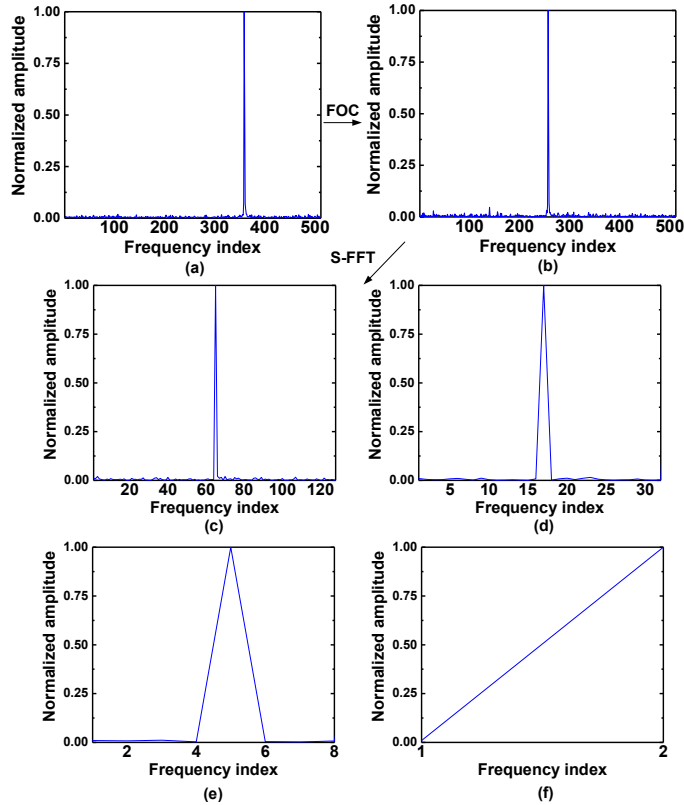 Normalized amplitude
1.00
0.75
0.50
0.25
0.00
100 200 300 400 500
Frequency index
(a)
FOC
Normalized amplitude
1.00
0.75
0.50
0.25
0.00
100 200 300 400 500
Frequency index
(b)
S-FFT
Normalized amplitude
1.00
0.75
0.50
0.25
0.00
20 40 60 80 100 120
Frequency index
(c)
Normalized amplitude
1.00
0.75
0.50
0.25
0.00
5 10 15 20 25 30
Frequency index
(d)
Normalized amplitude
1.00
0.75
0.50
0.25
0.00
2 4 6 8
Frequency index
(e)
Normalized amplitude
1.00
0.75
0.50
0.25
0.00
1 2
Frequency index
(f)